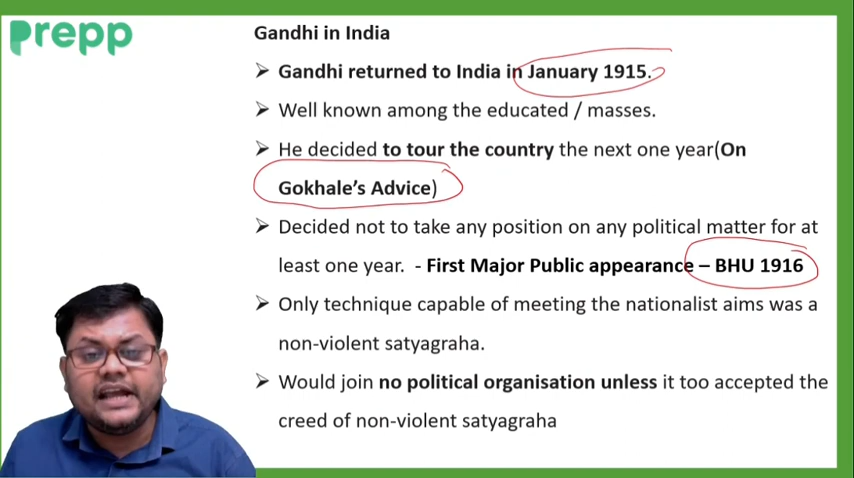 Prepp
Gandhi in India
➢ Gandhi returned to India in January 1915.
➢ Well known among the educated / masses.
➢ He decided to tour the country the next one year(On
Gokhale’s Advice)
➢ Decided not to take any position on any political matter for at
least one year. - First Major Public appearance – BHU 1916
➢ Only technique capable of meeting the nationalist aims was a
non-violent satyagraha.
➢ Would join no political organisation unless it too accepted the
creed of non-violent satyagraha